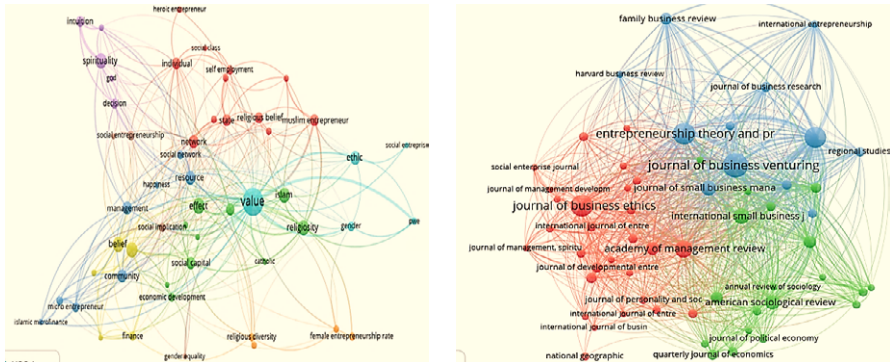 heroic entrepreneur
intuision
social class
spirituality
individual
self employment
god
decision
state
religious belief
muslim entrepreneur
social entrepreneurship
network
social network
ethic
social entreprise
resource
happiness
value
islam
effect
management
social implication
religiosity
gender
belief
social capital
catholic
community
economic development
micro entrepreneur
islamic microfinance
finance
religious diversity
female entrepreneurship rate
gender equality
family business review
international entrepreneurship
harvard business review
journal of business research
entrepreneurship theory and pr
regional studies
journal of business venturing
social enterprise journal
journal of management developm
journal of small business mana
journal of business ethics
international small business j
international journal of entre
journal of management, spiritu
academy of management review
journal of developmental entre
annual review of sociology
journal of personality and soc
american sociological review
international journal of entre
international journal of busin
journal of political economy
national geographic
quarterly journal of economics